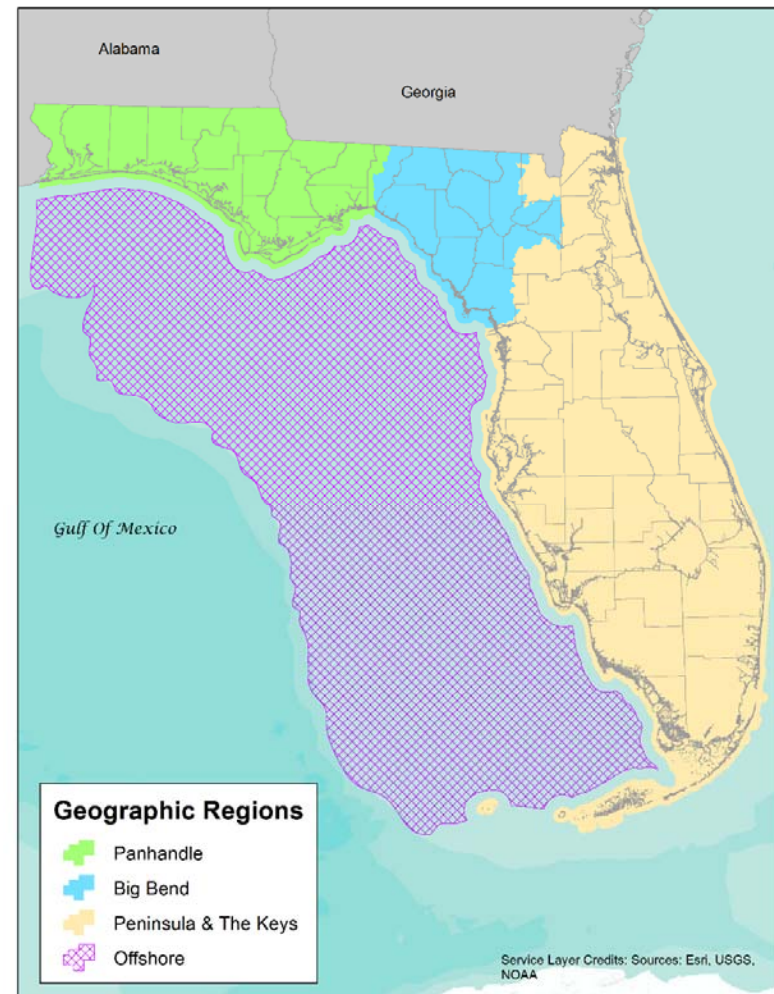 Alabama
Georgia
Gulf Of Mexico
Geographic Regions
Panhandle
Big Bend
Peninsula & The Keys
Offshore
Service Layer Credits: Sources: Esri, USGS,
NOAA